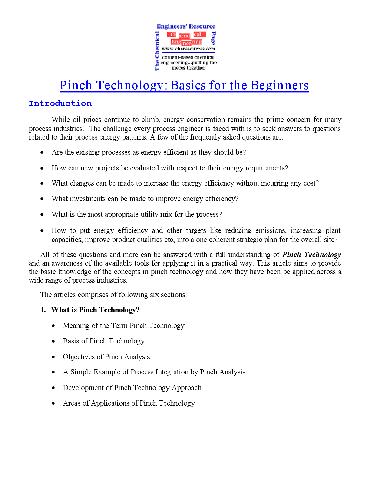 Engineers' Resource
The Chemical
Page
www.cheresources.com
Comprehensive chemical
engineering...putting the
pieces together
Pinch Technology: Basics for the Beginners
Introduction
While oil prices continue to climb, energy conservation remains the prime concern for many
process industries. The challenge every process engineer is faced with is to seek answers to questions
related to their process energy patterns. A few of the frequently asked questions are:
• Are the existing processes as energy efficient as they should be?
• How can new projects be evaluated with respect to their energy requirements?
• What changes can be made to increase the energy efficiency without incurring any cost?
• What investments can be made to improve energy efficiency?
• What is the most appropriate utility mix for the process?
• How to put energy efficiency and other targets like reducing emissions, increasing plant
capacities, improve product qualities etc, into a one coherent strategic plan for the overall site?
All of these questions and more can be answered with a full understanding of Pinch Technology
and an awareness of the available tools for applying it in a practical way. This article aims to provide
the basic knowledge of the concepts in pinch technology and how they have been applied across a
wide range of process industries.
The articles comprises of following six sections
1. What is Pinch Technology?
• Meaning of the Term Pinch Technology
• Basis of Pinch Technology
• Objectives of Pinch Analysis
• A Simple Example of Process Integration by Pinch Analysis
• Development of Pinch Technology Approach
• Areas of Applications of Pinch Technology